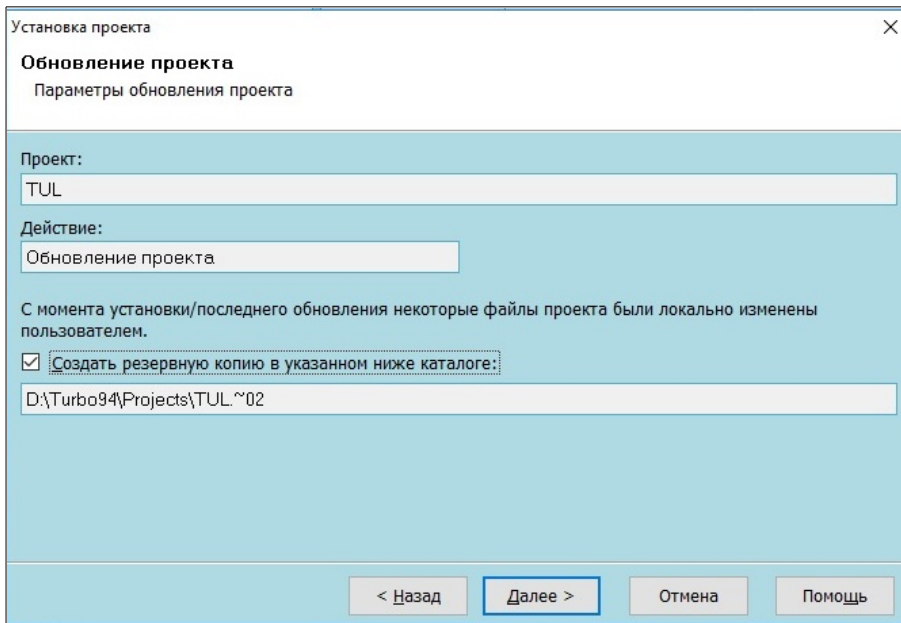 Установка проекта
Обновление проекта
Параметры обновления проекта
Проект:
TUL
Действие:
Обновление проекта
С момента установки/последнего обновления некоторые файлы проекта были локально изменены
пользователем.
Создать резервную копию в указанном ниже каталоге:
D:\Turbo94\Projects\TUL.~02
< Назад Далее > Отмена Помощь